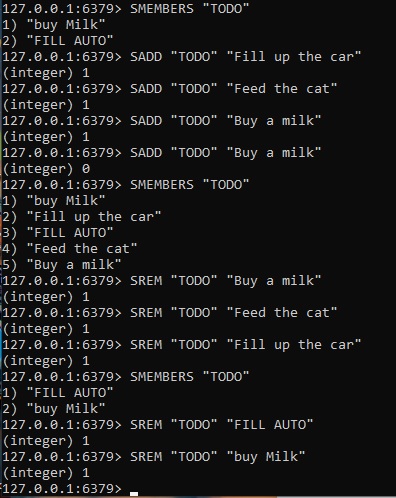 127.0.0.1:6379> SMEMBERS "TODO"
1) "buy Milk"
2) "FILL AUTO"
127.0.0.1:6379> SADD "TODO" "Fill up the car"
(integer) 1
127.0.0.1:6379> SADD "TODO" "Feed the cat"
(integer) 1
127.0.0.1:6379> SADD "TODO" "Buy a milk"
(integer) 1
127.0.0.1:6379> SADD "TODO" "Buy a milk"
(integer) 0
127.0.0.1:6379> SMEMBERS "TODO"
1) "buy Milk"
2) "Fill up the car"
3) "FILL AUTO"
4) "Feed the cat"
5) "Buy a milk"
127.0.0.1:6379> SREM "TODO" "Buy a milk"
(integer) 1
127.0.0.1:6379> SREM "TODO" "Feed the cat"
(integer) 1
127.0.0.1:6379> SREM "TODO" "Fill up the car"
(integer) 1
127.0.0.1:6379> SMEMBERS "TODO"
1) "FILL AUTO"
2) "buy Milk"
127.0.0.1:6379> SREM "TODO" "FILL AUTO"
(integer) 1
127.0.0.1:6379> SREM "TODO" "buy Milk"
(integer) 1
127.0.0.1:6379>